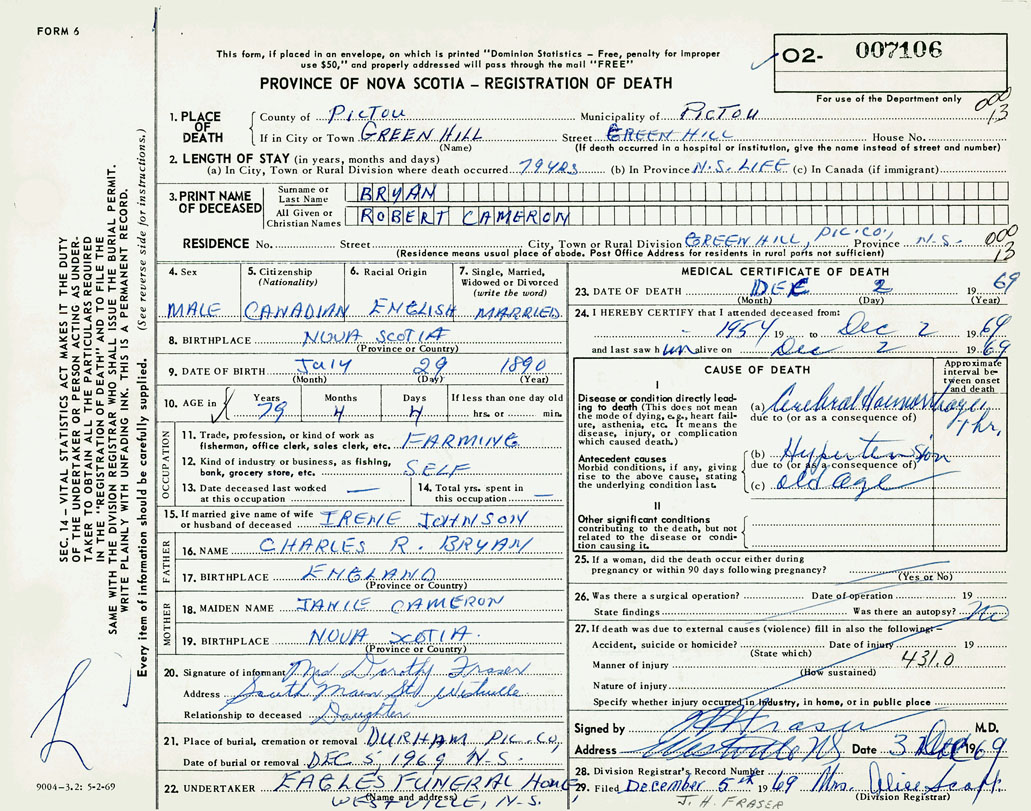 FORM 6
This form, if placed in an envelope, on which is printed "Dominion Statistics – Free, penalty for improper
use $50," and properly addressed will pass through the mail "FREE"
PROVINCE OF NOVA SCOTIA – REGISTRATION OF DEATH
O2- 007106
For use of the Department only
000
13
1. PLACE OF DEATH
County of PICTOU Municipality of PICTOU
If in City or Town GREEN HILL Street GREEN HILL House No.
(Name) (If death occurred in a hospital or institution, give the name instead of street and number)
2. LENGTH OF STAY (in years, months and days)
(a) In City, Town or Rural Division where death occurred 79 YRS (b) In Province N.S. LIFE (c) In Canada (if immigrant)
3. PRINT NAME OF DECEASED
Surname or Last Name BRYAN
All Given or Christian Names ROBERT CAMERON
RESIDENCE No. Street City, Town or Rural Division GREEN HILL, PIC. CO, Province N.S.
(Residence means usual place of abode. Post Office Address for residents in rural parts not sufficient)
000
13
4. Sex 5. Citizenship (Nationality) 6. Racial Origin 7. Single, Married, Widowed or Divorced (write the word)
MALE CANADIAN ENGLISH MARRIED
8. BIRTHPLACE NOVA SCOTIA
(Province or Country)
9. DATE OF BIRTH July 29 1890
(Month) (Day) (Year)
10. AGE in Years Months Days If less than one day old
79 4 4 hrs. or min.
OCCUPATION
11. Trade, profession, or kind of work as fisherman, office clerk, sales clerk, etc. FARMING
12. Kind of industry or business, as fishing, bank, grocery store, etc. SELF
13. Date deceased last worked at this occupation —
14. Total yrs. spent in this occupation —
15. If married give name of wife or husband of deceased IRENE JOHNSON
FATHER
16. NAME CHARLES R. BRYAN
17. BIRTHPLACE ENGLAND
(Province or Country)
MOTHER
18. MAIDEN NAME JANIE CAMERON
19. BIRTHPLACE NOVA SCOTIA.
(Province or Country)
20. Signature of informant Mrs Dorothy Fraser
Address South Main St Westville
Relationship to deceased Daughter
21. Place of burial, cremation or removal DURHAM PIC. CO,
Date of burial or removal DEC 5, 1969 N.S.
22. UNDERTAKER EAGLES FUNERAL HOME,
(Name and address) WESTVILLE, N.S.
MEDICAL CERTIFICATE OF DEATH
23. DATE OF DEATH DEC 2 1969
(Month) (Day) (Year)
24. I HEREBY CERTIFY that I attended deceased from:
1954 19 to Dec 2 1969
and last saw him alive on Dec 2 1969
CAUSE OF DEATH
Approximate interval between onset and death
I
Disease or condition directly leading to death (This does not mean the mode of dying, e.g., heart failure, asthenia, etc. It means the disease, injury, or complication which caused death.)
(a) Cerebral Haemorrhage 1 hr.
due to (or as a consequence of)
Antecedent causes
Morbid conditions, if any, giving rise to the above cause, stating the underlying condition last.
(b) Hypertension
due to (or as a consequence of)
(c) old age
II
Other significant conditions contributing to the death, but not related to the disease or condition causing it.
25. If a woman, did the death occur either during pregnancy or within 90 days following pregnancy?
(Yes or No)
26. Was there a surgical operation? Date of operation 19
State findings Was there an autopsy? No
27. If death was due to external causes (violence) fill in also the following:–
Accident, suicide or homicide? Date of injury 19
(State which)
Manner of injury 431.0
(How sustained)
Nature of injury
Specify whether injury occurred in industry, in home, or in public place
Signed by Fraser M.D.
Address Westville NS Date 3 Dec 1969
28. Division Registrar's Record Number
29. Filed December 5th 1969 Mrs. Alice Scott
(Division Registrar)
J. H. FRASER
SEC. 14 – VITAL STATISTICS ACT MAKES IT THE DUTY
OF THE UNDERTAKER OR PERSON ACTING AS UNDER-
TAKER TO OBTAIN ALL THE PARTICULARS REQUIRED
IN THE "REGISTRATION OF DEATH" AND TO FILE THE
SAME WITH THE DIVISION REGISTRAR WHO SHALL ISSUE THE BURIAL PERMIT.
WRITE PLAINLY WITH UNFADING INK. THIS IS A PERMANENT RECORD.
Every item of information should be carefully supplied. (See reverse side for instructions.)
9004-3.2: 5-2-69